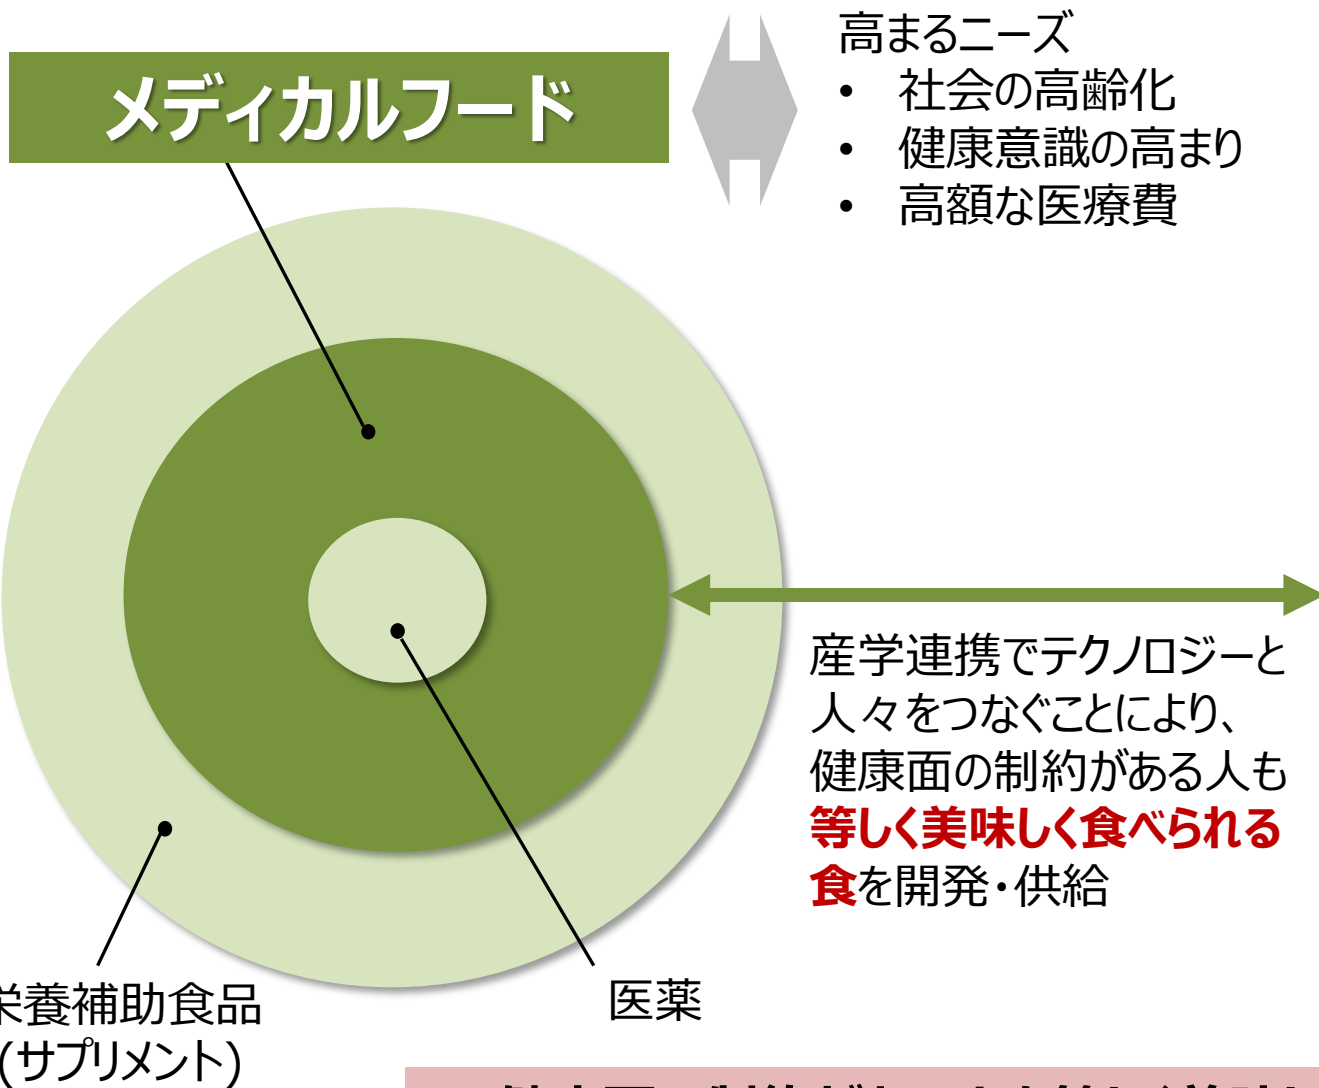 メディカルフード
高まるニーズ
• 社会の高齢化
• 健康意識の高まり
• 高額な医療費
産学連携でテクノロジーと
人々をつなぐことにより、
健康面の制約がある人も
等しく美味しく食べられる
食を開発・供給
栄養補助食品
(サプリメント)
医薬